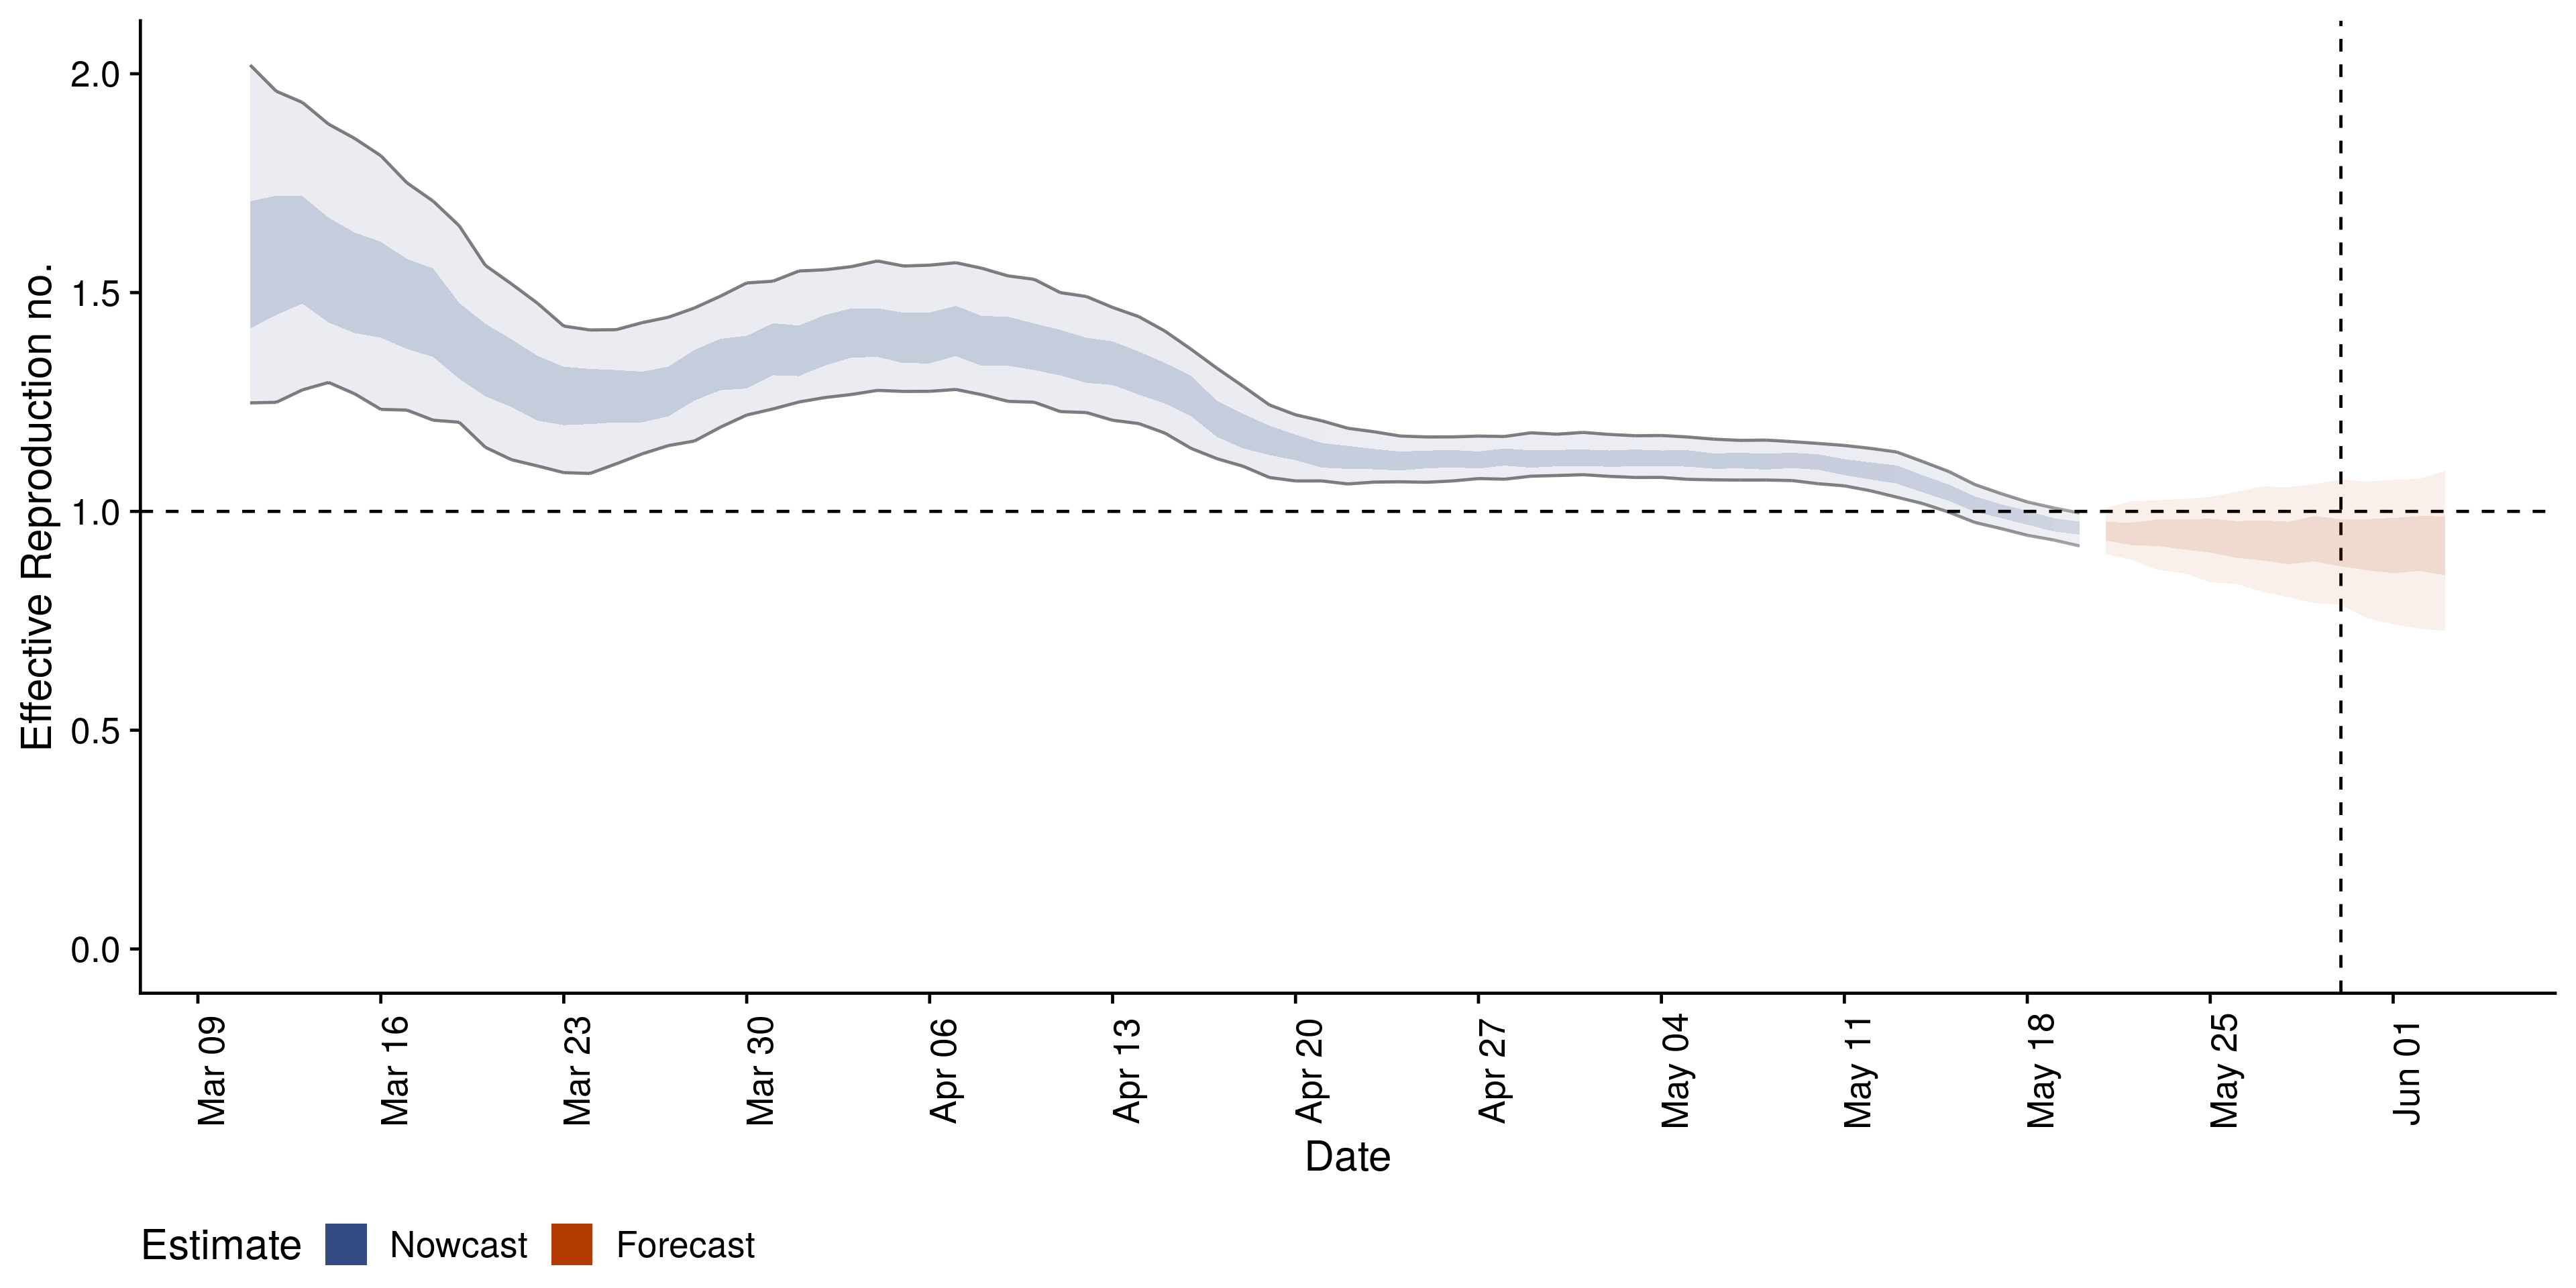 Effective Reproduction no.
2.0
1.5
1.0
0.5
0.0
Mar 09
Mar 16
Mar 23
Mar 30
Apr 06
Apr 13
Apr 20
Apr 27
May 04
May 11
May 18
May 25
Jun 01
Date
Estimate Nowcast Forecast